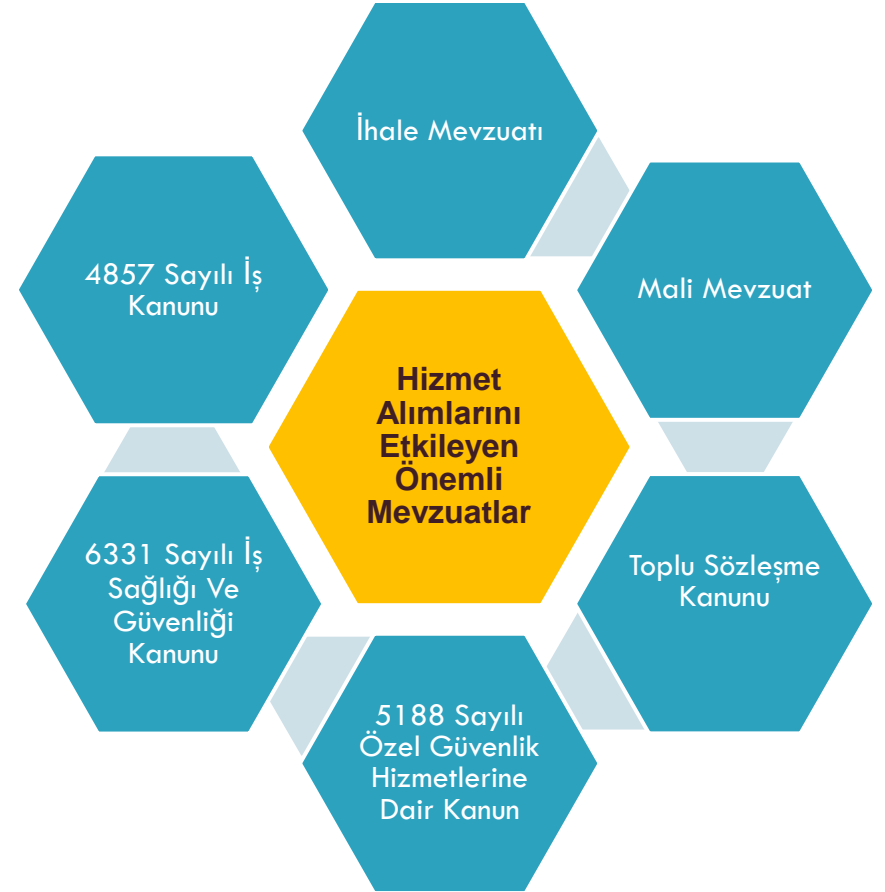 İhale Mevzuatı
4857 Sayılı İş
Kanunu
Mali Mevzuat
Hizmet
Alımlarını
Etkileyen
Önemli
Mevzuatlar
6331 Sayılı İş
Sağlığı Ve
Güvenliği
Kanunu
Toplu Sözleşme
Kanunu
5188 Sayılı
Özel Güvenlik
Hizmetlerine
Dair Kanun